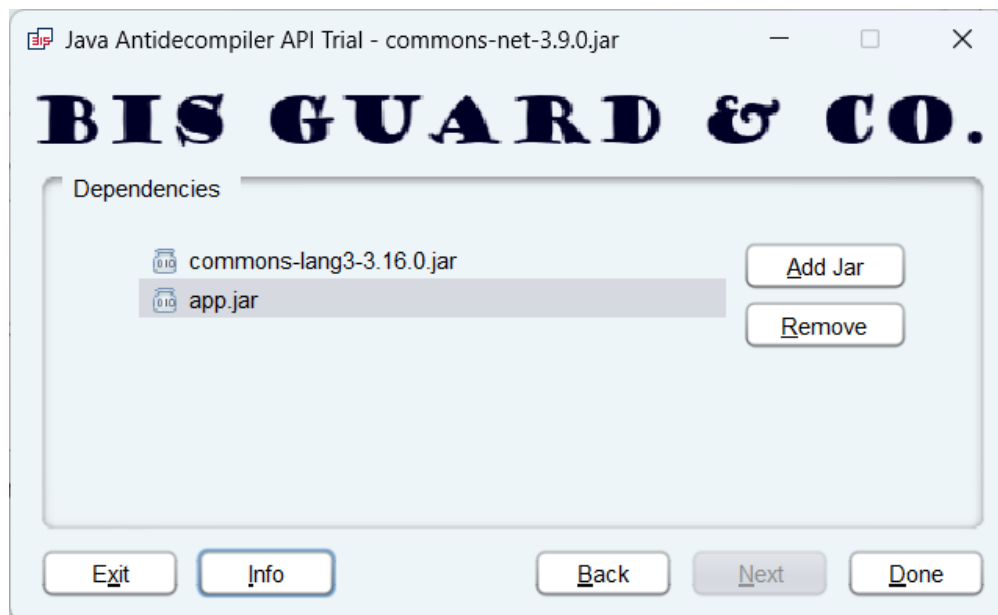 Java Antidecompiler API Trial - commons-net-3.9.0.jar
BIS GUARD & CO.
Dependencies
commons-lang3-3.16.0.jar
app.jar
Add Jar
Remove
Exit
Info
Back
Next
Done